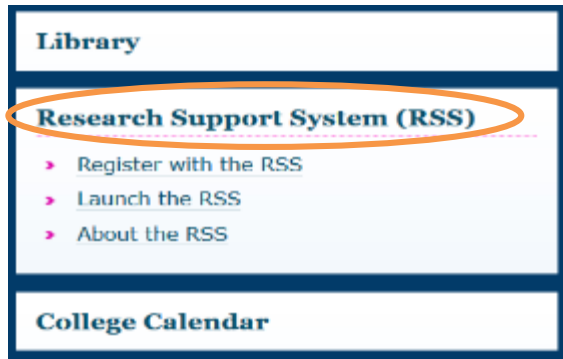 Library
Research Support System (RSS)
Register with the RSS
Launch the RSS
About the RSS
College Calendar